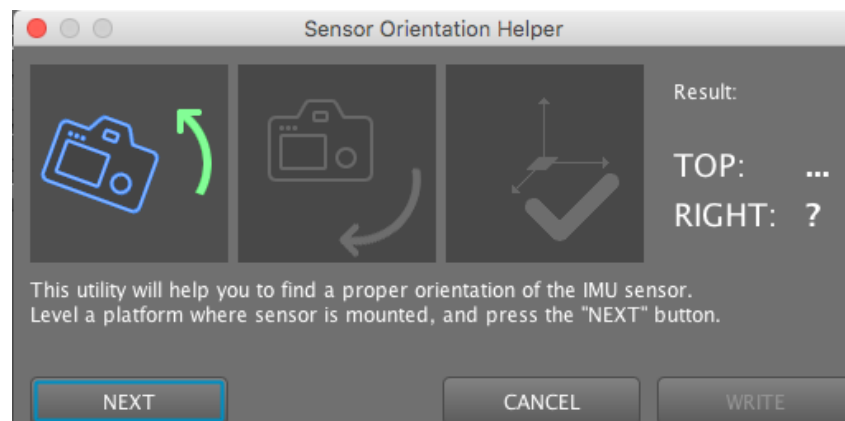 Sensor Orientation Helper
Result:
TOP: ...
RIGHT: ?
This utility will help you to find a proper orientation of the IMU sensor.
Level a platform where sensor is mounted, and press the "NEXT" button.
NEXT CANCEL WRITE